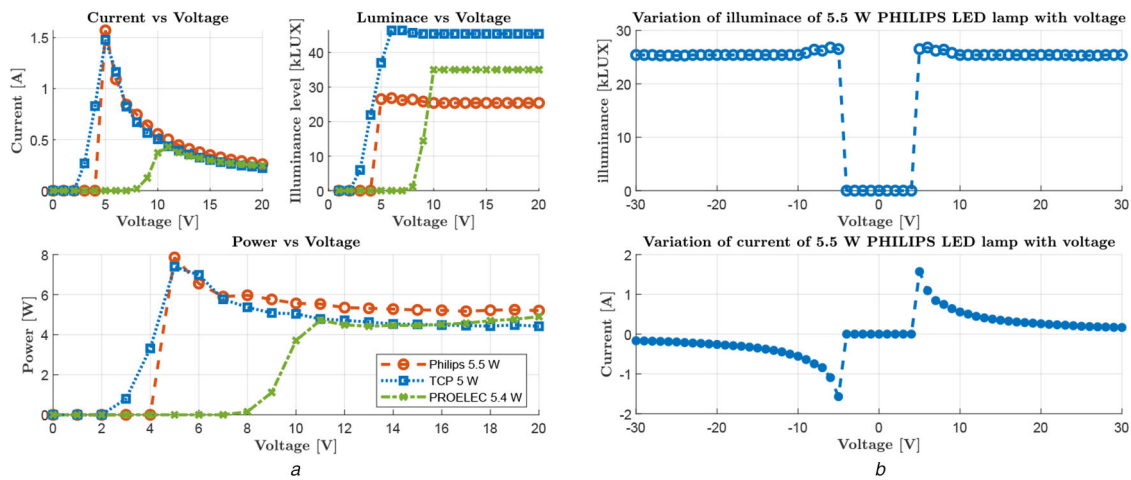 Current vs Voltage
Current [A]
1.5
1
0.5
0
0 5 10 15 20
Voltage [V]
Luminace vs Voltage
Illuminance level [kLUX]
40
30
20
10
0
0 5 10 15 20
Voltage [V]
Power vs Voltage
Power [W]
8
6
4
2
0
0 2 4 6 8 10 12 14 16 18 20
Voltage [V]
Philips 5.5 W
TCP 5 W
PROELEC 5.4 W
a
Variation of illuminace of 5.5 W PHILIPS LED lamp with voltage
illuminance [kLUX]
30
20
10
0
-30 -20 -10 0 10 20 30
Voltage [V]
Variation of current of 5.5 W PHILIPS LED lamp with voltage
Current [A]
2
1
0
-1
-2
-30 -20 -10 0 10 20 30
Voltage [V]
b